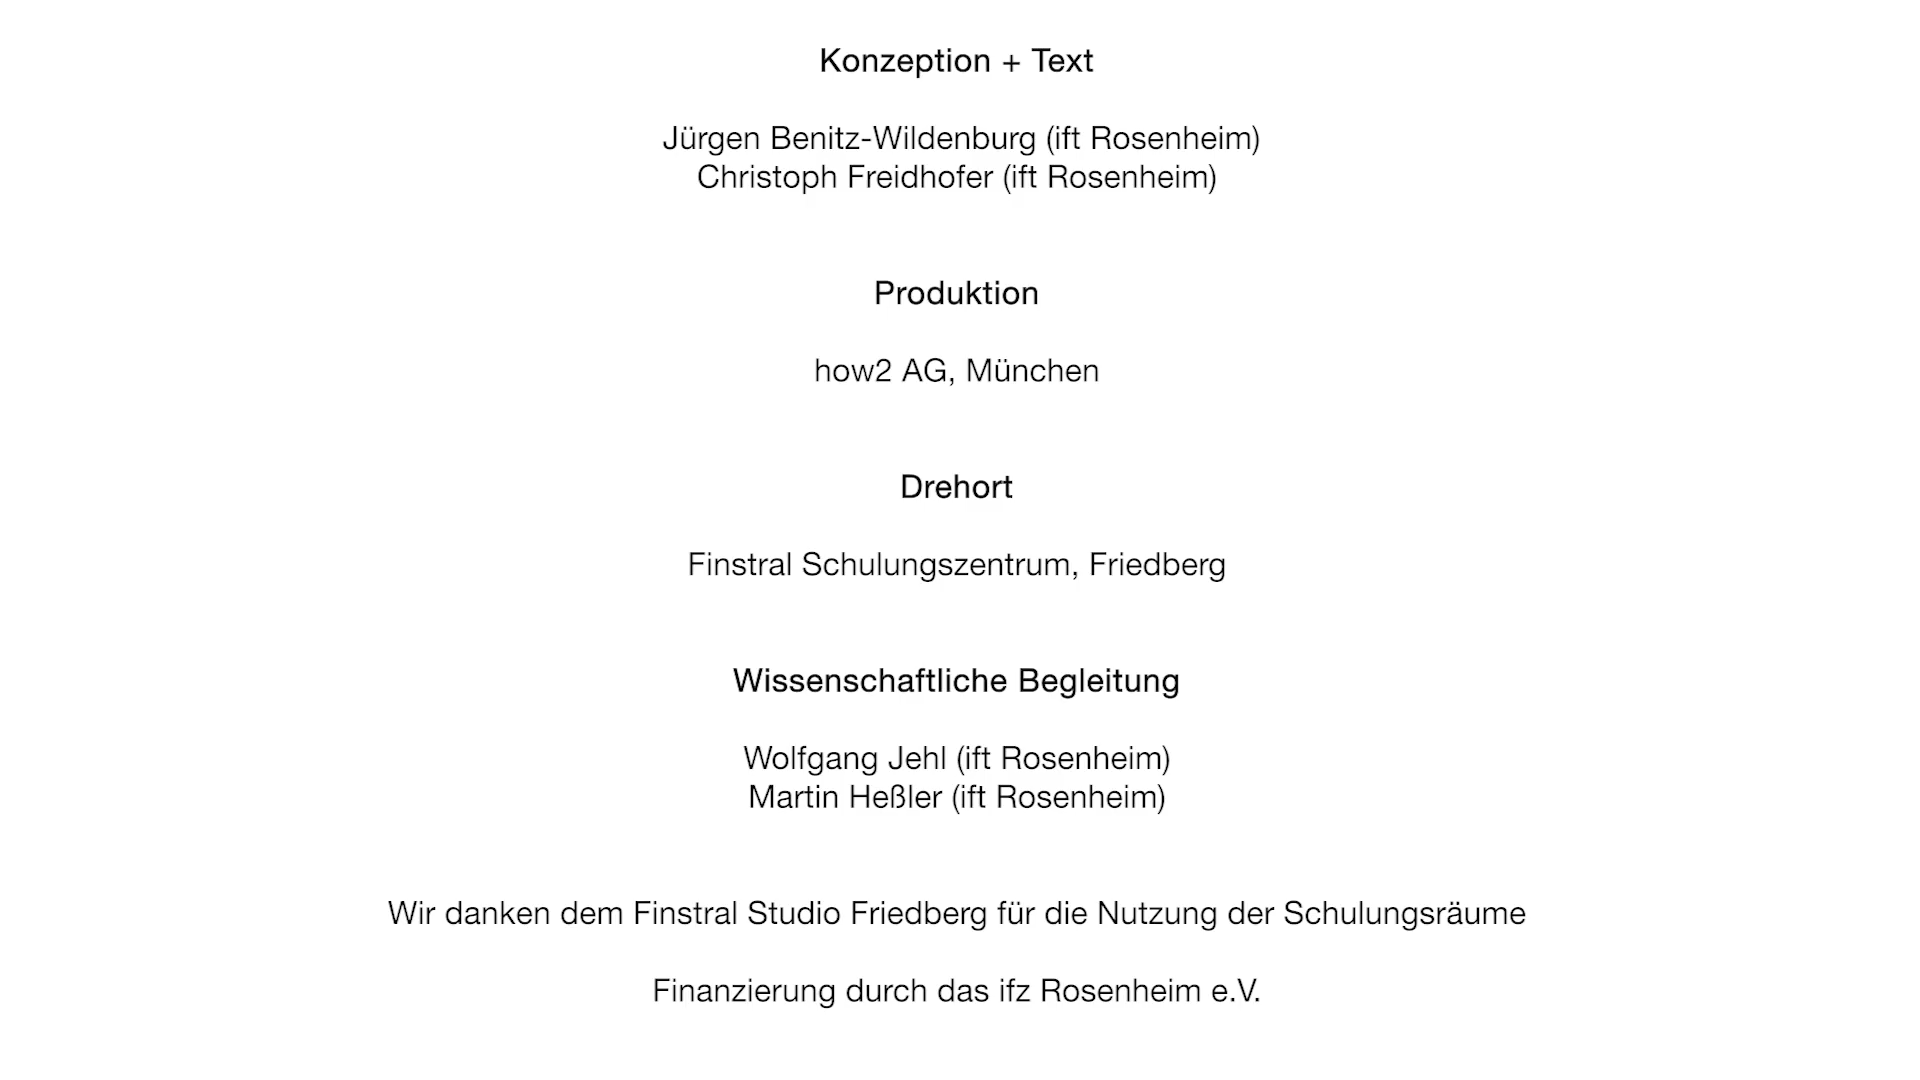 Konzeption + Text
Jürgen Benitz-Wildenburg (ift Rosenheim)
Christoph Freidhofer (ift Rosenheim)
Produktion
how2 AG, München
Drehort
Finstral Schulungszentrum, Friedberg
Wissenschaftliche Begleitung
Wolfgang Jehl (ift Rosenheim)
Martin Heßler (ift Rosenheim)
Wir danken dem Finstral Studio Friedberg für die Nutzung der Schulungsräume
Finanzierung durch das ifz Rosenheim e.V.